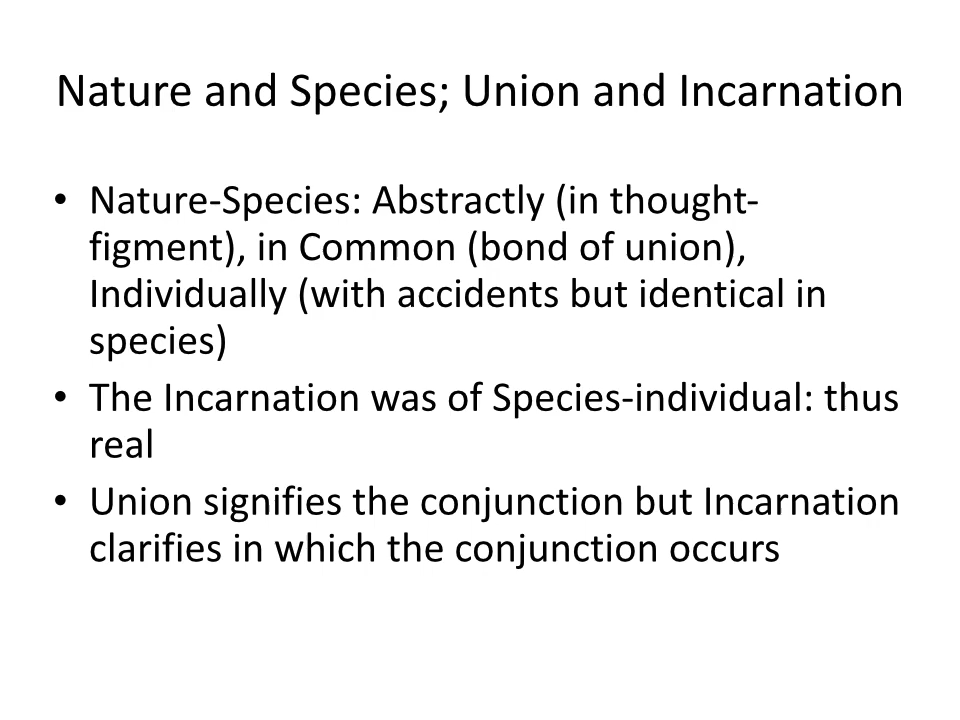 Nature and Species; Union and Incarnation
• Nature-Species: Abstractly (in thought-
figment), in Common (bond of union),
Individually (with accidents but identical in
species)
• The Incarnation was of Species-individual: thus
real
• Union signifies the conjunction but Incarnation
clarifies in which the conjunction occurs